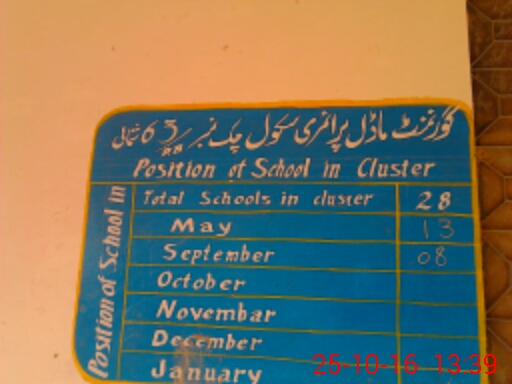 گورنمنٹ ماڈل پرائمری سکول چک نمبر
Position of School in Cluster
Position of School in
Total Schools in cluster 28
May 13
September 08
October
Novembar
December
January
25-10-16 13:39